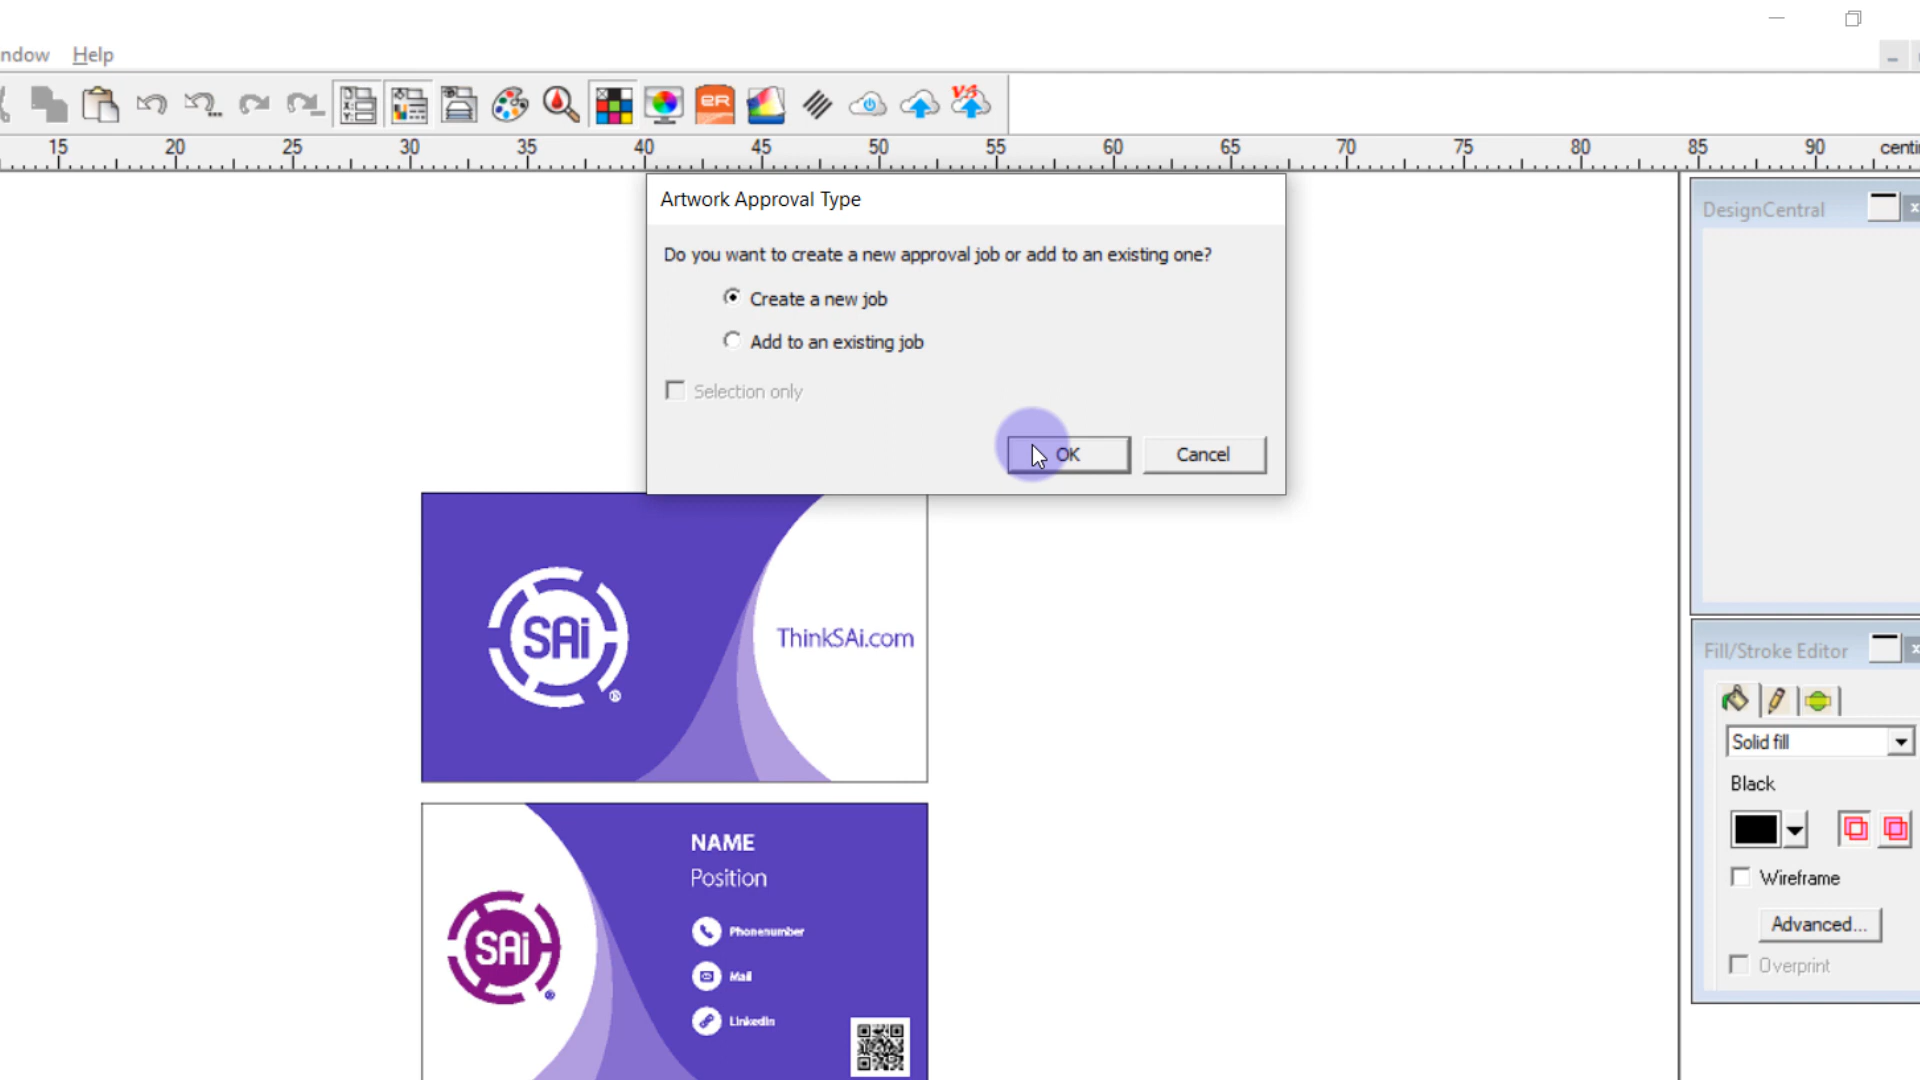 ndow Help
ER
VS
15 20 25 30 35 40 45 50 55 60 65 70 75 80 85 90 centi
Artwork Approval Type
Do you want to create a new approval job or add to an existing one?
Create a new job
Add to an existing job
Selection only
OK Cancel
DesignCentral
SAi ®
ThinkSAi.com
Fill/Stroke Editor
Solid fill
Black
Wireframe
Advanced...
Overprint
NAME
Position
SAi ®
Phonenumber
Mail
LinkedIn